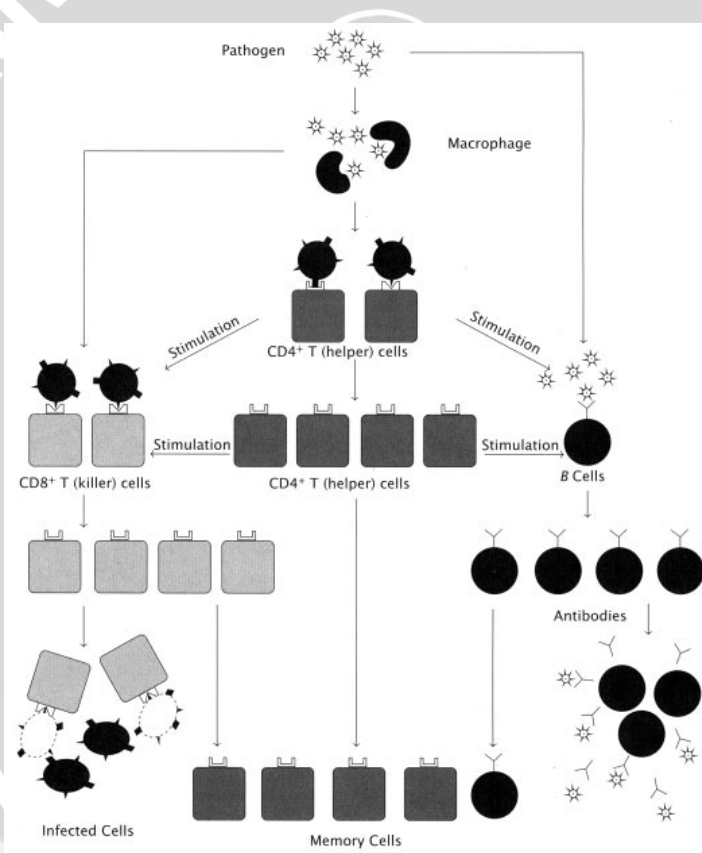 Pathogen
Macrophage
Stimulation
Stimulation
CD4+ T (helper) cells
Stimulation
Stimulation
CD8+ T (killer) cells
CD4+ T (helper) cells
B Cells
Antibodies
Infected Cells
Memory Cells